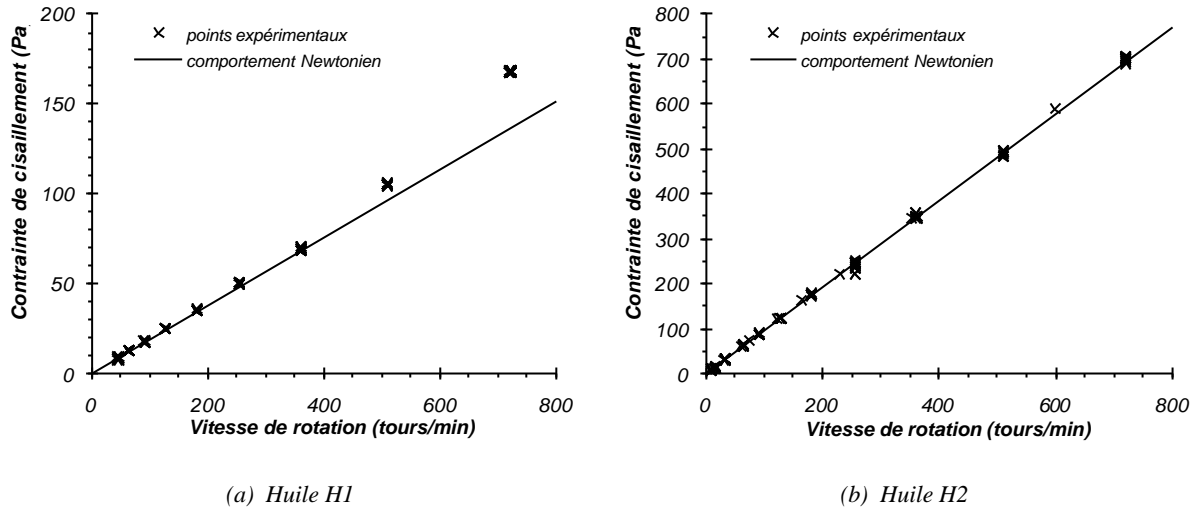 Contrainte de cisaillement (Pa)
200
150
100
50
0
× points expérimentaux
comportement Newtonien
0 200 400 600 800
Vitesse de rotation (tours/min)
(a) Huile H1
Contrainte de cisaillement (Pa
800
700
600
500
400
300
200
100
0
× points expérimentaux
comportement Newtonien
0 200 400 600 800
Vitesse de rotation (tours/min)
(b) Huile H2